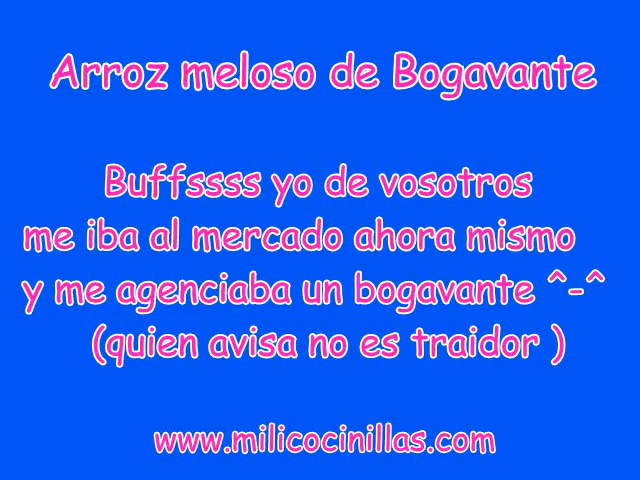 Arroz meloso de Bogavante
Buffssss yo de vosotros
me iba al mercado ahora mismo
y me agenciaba un bogavante ^-^
(quien avisa no es traidor )
www.milicocinillas.com